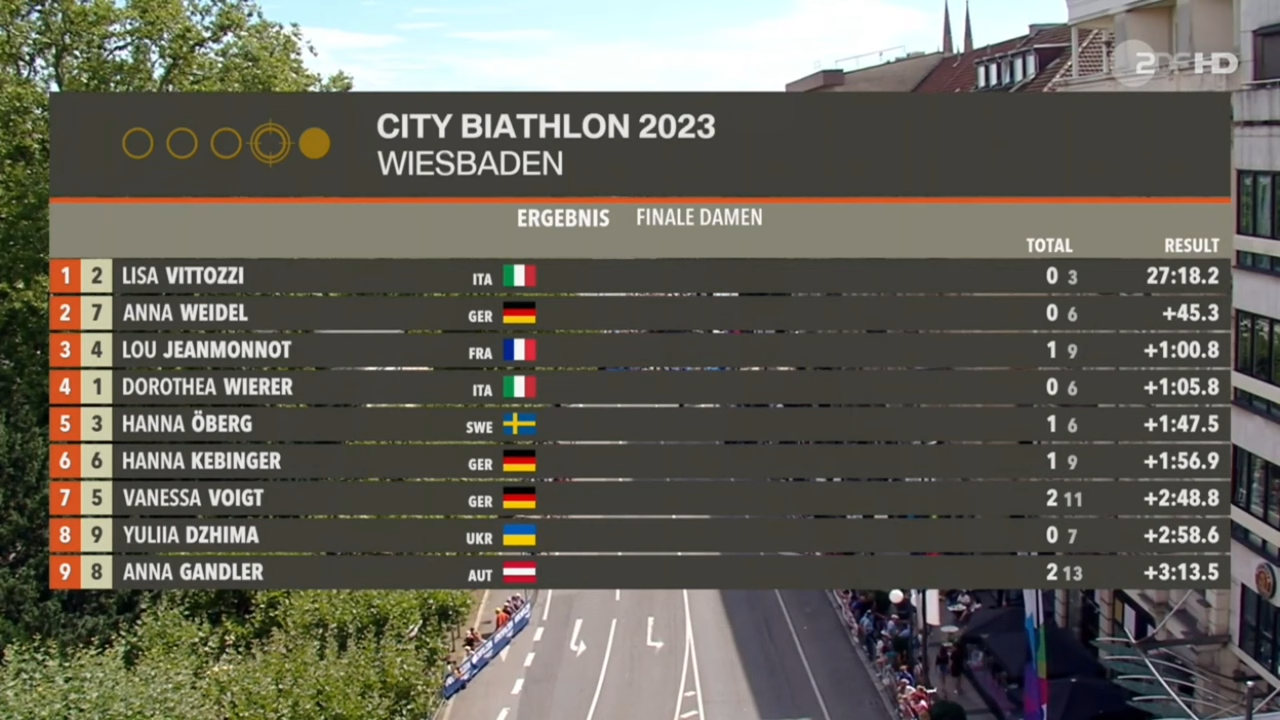 ZDF HD
CITY BIATHLON 2023
WIESBADEN
ERGEBNIS FINALE DAMEN
TOTAL RESULT
1 2 LISA VITTOZZI ITA 0 3 27:18.2
2 7 ANNA WEIDEL GER 0 6 +45.3
3 4 LOU JEANMONNOT FRA 1 9 +1:00.8
4 1 DOROTHEA WIERER ITA 0 6 +1:05.8
5 3 HANNA ÖBERG SWE 1 6 +1:47.5
6 6 HANNA KEBINGER GER 1 9 +1:56.9
7 5 VANESSA VOIGT GER 2 11 +2:48.8
8 9 YULIIA DZHIMA UKR 0 7 +2:58.6
9 8 ANNA GANDLER AUT 2 13 +3:13.5